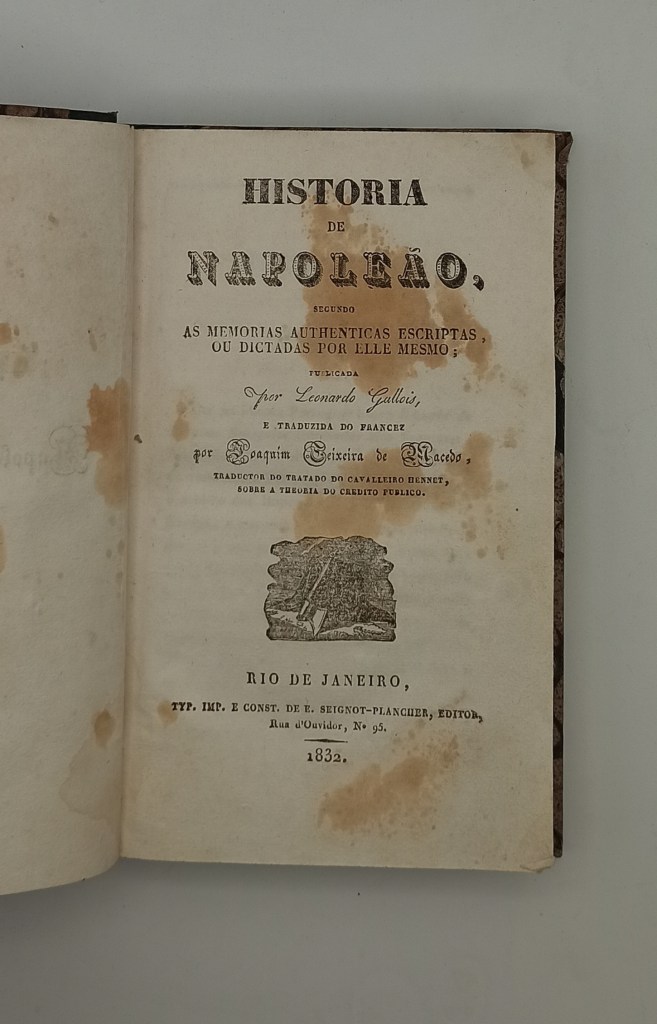 HISTORIA
DE
NAPOLEÃO,
SEGUNDO
AS MEMORIAS AUTHENTICAS ESCRIPTAS,
OU DICTADAS POR ELLE MESMO;
PUBLICADA
por Leonardo Gallois,
E TRADUZIDA DO FRANCEZ
por Joaquim Teixeira de Macedo,
TRADUCTOR DO TRATADO DO CAVALLEIRO HENNET,
SOBRE A THEORIA DO CREDITO PUBLICO.
RIO DE JANEIRO,
TYP. IMP. E CONST. DE E. SEIGNOT-PLANCHER, EDITOR,
Rua d'Ouvidor, Nº 95.
1832.